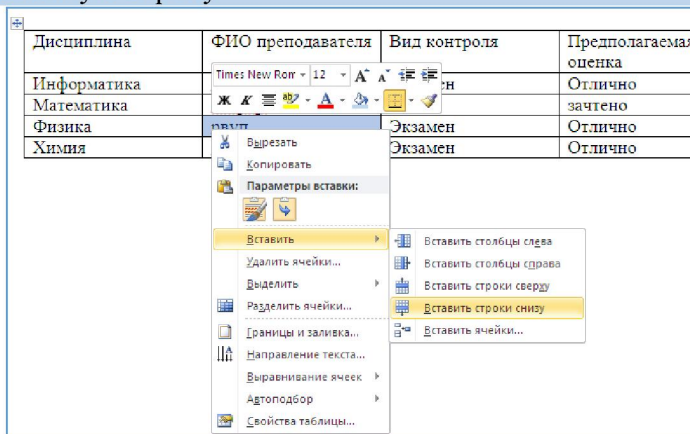 Дисциплина ФИО преподавателя Вид контроля Предполагаемая оценка
Информатика Отлично
Математика зачтено
Физика рвуп Экзамен Отлично
Химия Экзамен Отлично
Times New Rom 12 A A
Ж К ab A
Вырезать
Копировать
Параметры вставки:
Вставить
Удалить ячейки...
Выделить
Разделить ячейки...
Границы и заливка...
Направление текста...
Выравнивание ячеек
Автоподбор
Свойства таблицы...
Вставить столбцы слева
Вставить столбцы справа
Вставить строки сверху
Вставить строки снизу
Вставить ячейки...